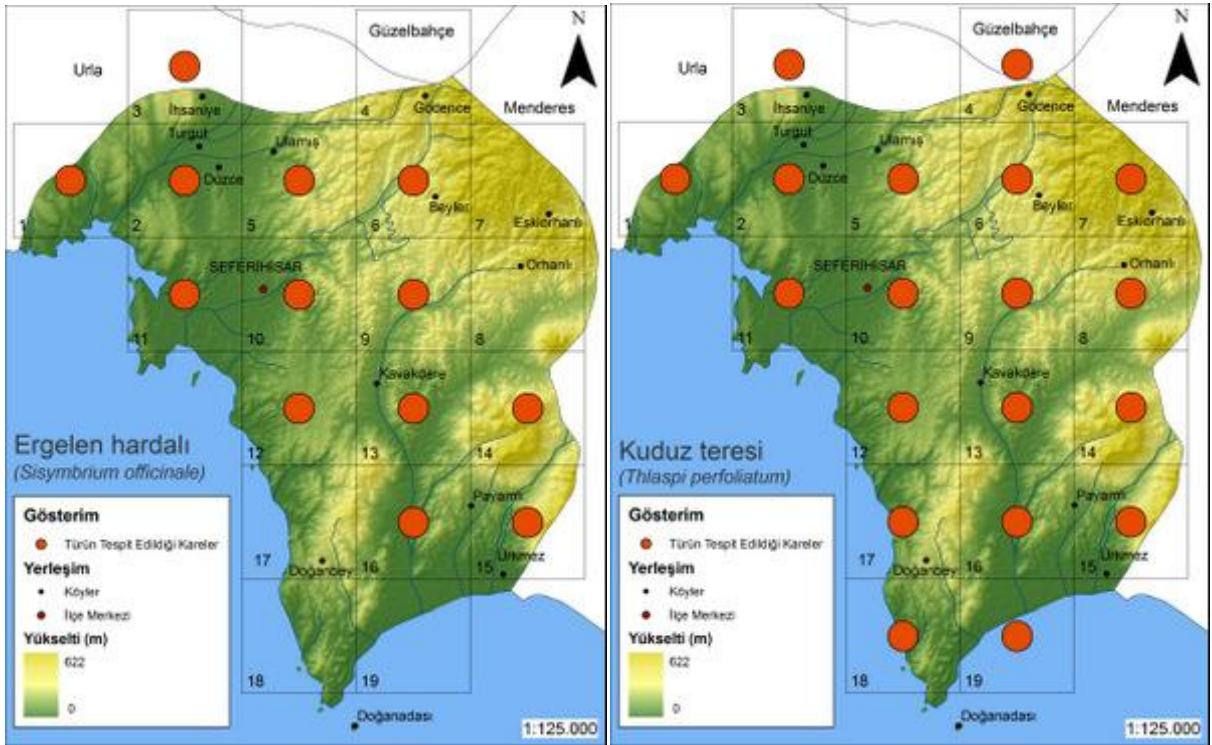 N
Güzelbahçe
Urla
İhsaniye
3
4
Gödence
Menderes
Turgut
Ulamış
Düzce
Beyler
1
2
5
6
7
Eskiorhanlı
SEFERİHİSAR
Orhanlı
11
10
9
8
Kavakdere
Ergelen hardalı
(Sisymbrium officinale)
12
13
14
Gösterim
Türün Tespit Edildiği Kareler
Yerleşim
Köyler
İlçe Merkezi
Yükselti (m)
622
0
Payamlı
Ürkmez
Doğanbey
17
16
15
18
19
Doğanadası
1:125.000
N
Güzelbahçe
Urla
İhsaniye
3
4
Gödence
Menderes
Turgut
Ulamış
Düzce
Beyler
1
2
5
6
7
Eskiorhanlı
SEFERİHİSAR
Orhanlı
11
10
9
8
Kavakdere
Kuduz teresi
(Thlaspi perfoliatum)
12
13
14
Gösterim
Türün Tespit Edildiği Kareler
Yerleşim
Köyler
İlçe Merkezi
Yükselti (m)
622
0
Payamlı
Ürkmez
Doğanbey
17
16
15
18
19
Doğanadası
1:125.000